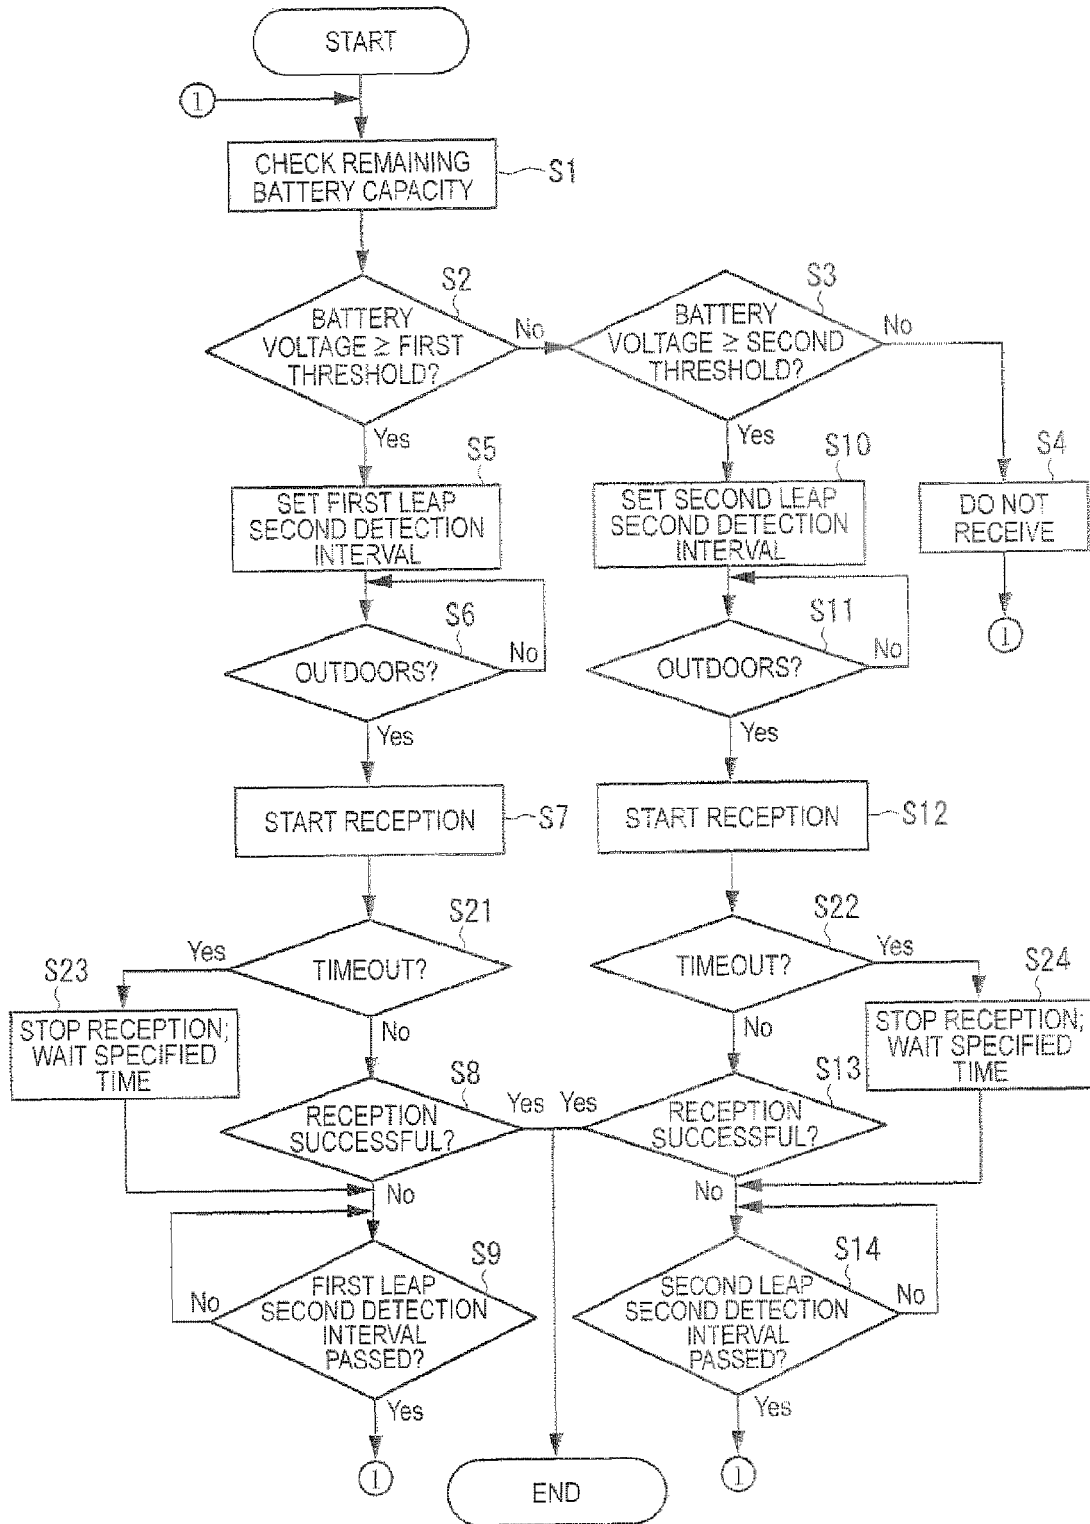 START
1
CHECK REMAINING
BATTERY CAPACITY
S1
S2
BATTERY
VOLTAGE ≧ FIRST
THRESHOLD?
No
Yes
S3
BATTERY
VOLTAGE ≧ SECOND
THRESHOLD?
No
Yes
S5
SET FIRST LEAP
SECOND DETECTION
INTERVAL
S10
SET SECOND LEAP
SECOND DETECTION
INTERVAL
S4
DO NOT
RECEIVE
1
S6
OUTDOORS?
No
Yes
S11
OUTDOORS?
No
Yes
START RECEPTION
S7
START RECEPTION
S12
S21
TIMEOUT?
Yes
No
S22
TIMEOUT?
Yes
No
S23
STOP RECEPTION;
WAIT SPECIFIED
TIME
S24
STOP RECEPTION;
WAIT SPECIFIED
TIME
S8
RECEPTION
SUCCESSFUL?
Yes
No
S13
RECEPTION
SUCCESSFUL?
Yes
No
S9
FIRST LEAP
SECOND DETECTION
INTERVAL
PASSED?
No
Yes
1
S14
SECOND LEAP
SECOND DETECTION
INTERVAL
PASSED?
No
Yes
1
END